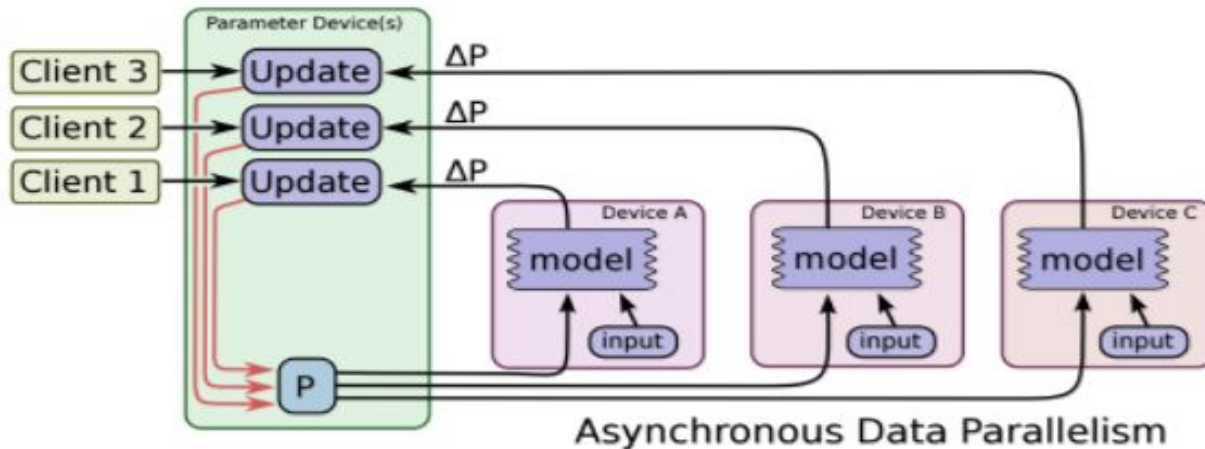 Parameter Device(s)
Client 3
Update
ΔP
Client 2
Update
ΔP
Client 1
Update
ΔP
Device A
Device B
Device C
model
model
model
input
input
input
P
Asynchronous Data Parallelism